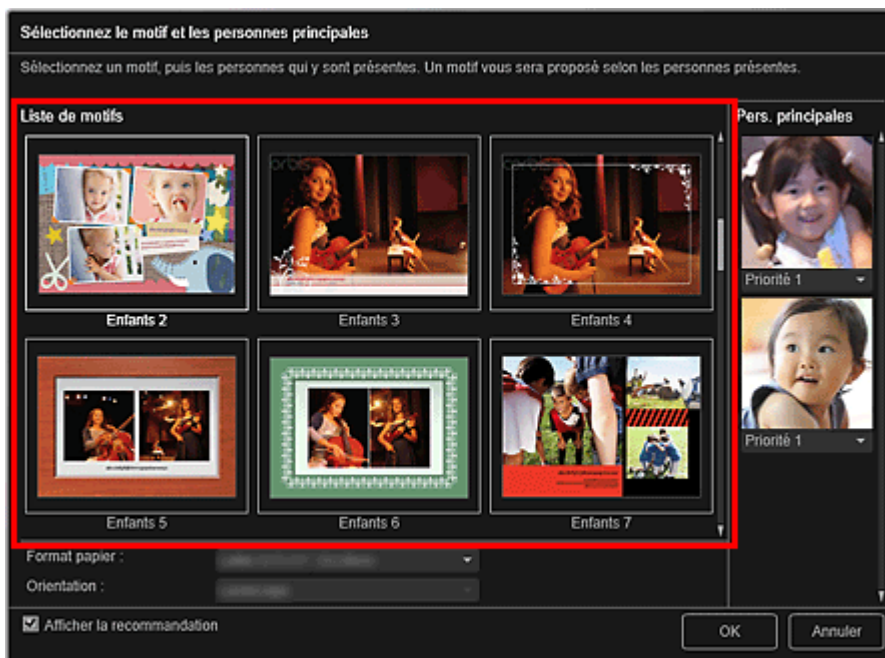 Sélectionnez le motif et les personnes principales
Sélectionnez un motif, puis les personnes qui y sont présentes. Un motif vous sera proposé selon les personnes présentes.
Liste de motifs
Pers. principales
Enfants 2
Enfants 3
Enfants 4
Priorité 1
Enfants 5
Enfants 6
Enfants 7
Priorité 1
Format papier :
Orientation :
Afficher la recommandation
OK
Annuler